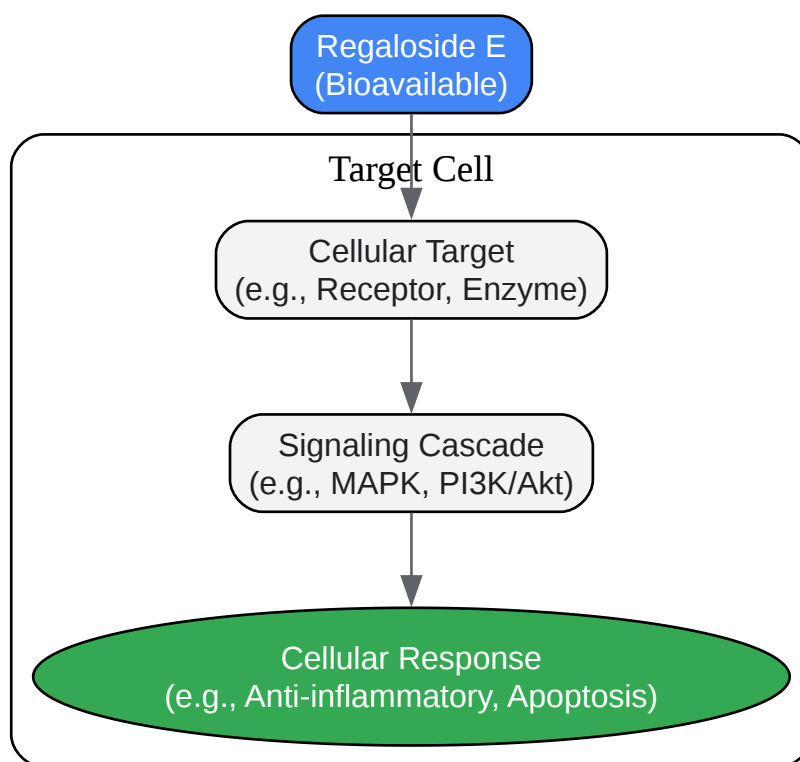 Regaloside E
(Bioavailable)
Target Cell
Cellular Target
(e.g., Receptor, Enzyme)
Signaling Cascade
(e.g., MAPK, PI3K/Akt)
Cellular Response
(e.g., Anti-inflammatory, Apoptosis)